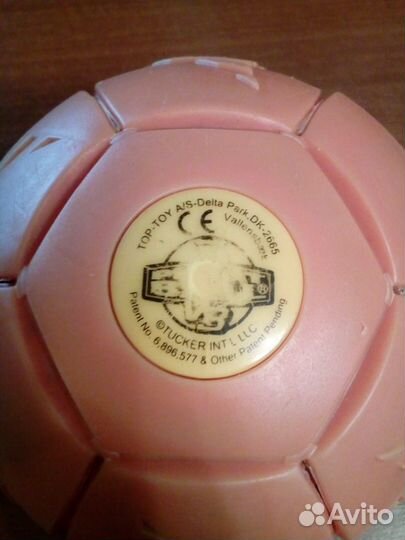 TOP-TOY A/S-Delta Park.DK-2665
Vallensbæk
CE
®
©TUCKER INT'L LLC
Patent No. 6,896,577 & Other Patent Pending
Avito